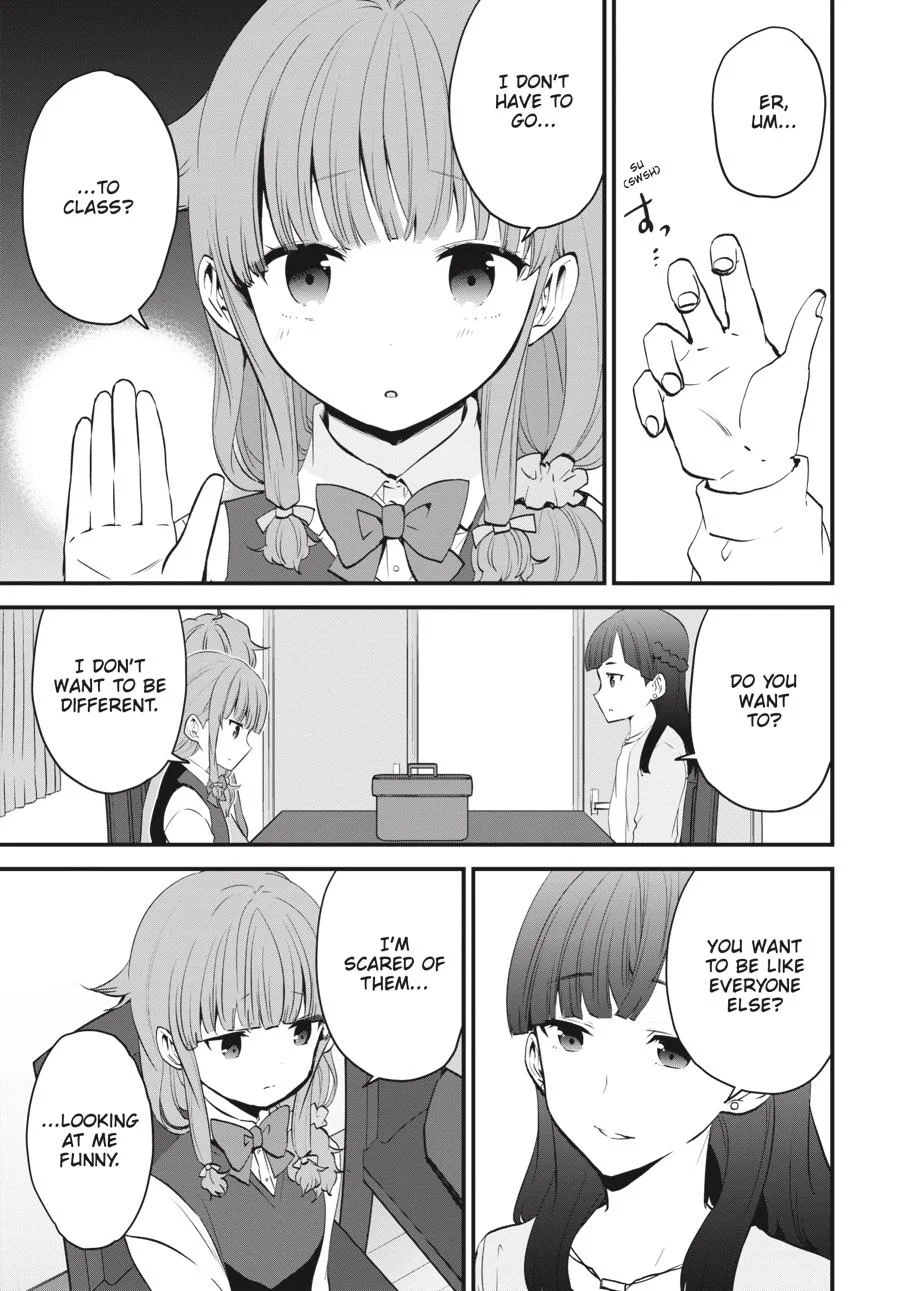 ER,
UM...
SU
(SWSH)
すっ
I DON'T
HAVE TO
GO...
...TO
CLASS?
DO YOU
WANT
TO?
I DON'T
WANT TO BE
DIFFERENT.
YOU WANT
TO BE LIKE
EVERYONE
ELSE?
I'M
SCARED OF
THEM...
...LOOKING
AT ME
FUNNY.